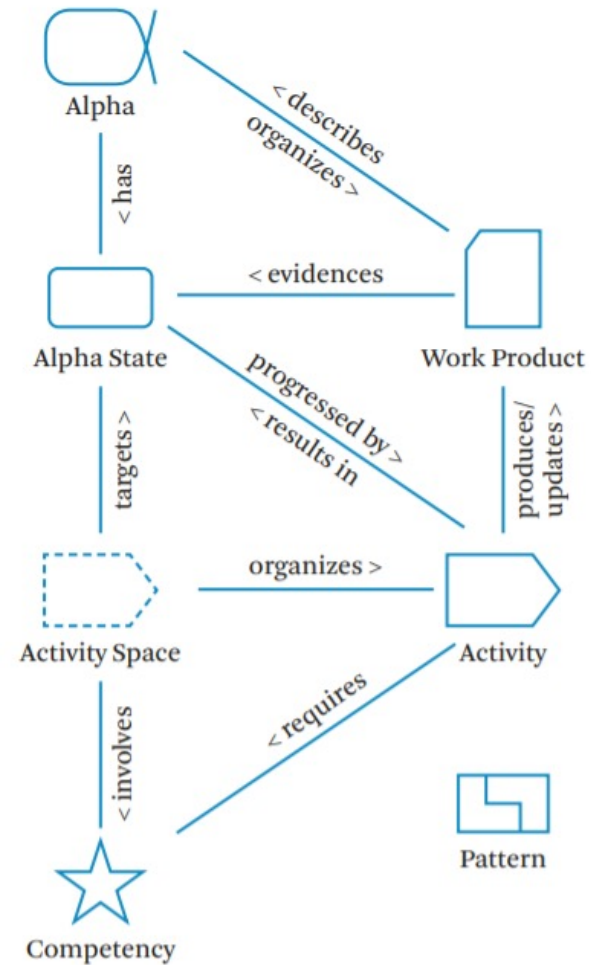 Alpha
< describes
organizes >
< has
< evidences
Alpha State
Work Product
progressed by >
< results in
targets >
produces/
updates >
organizes >
Activity Space
Activity
< requires
< involves
Pattern
Competency